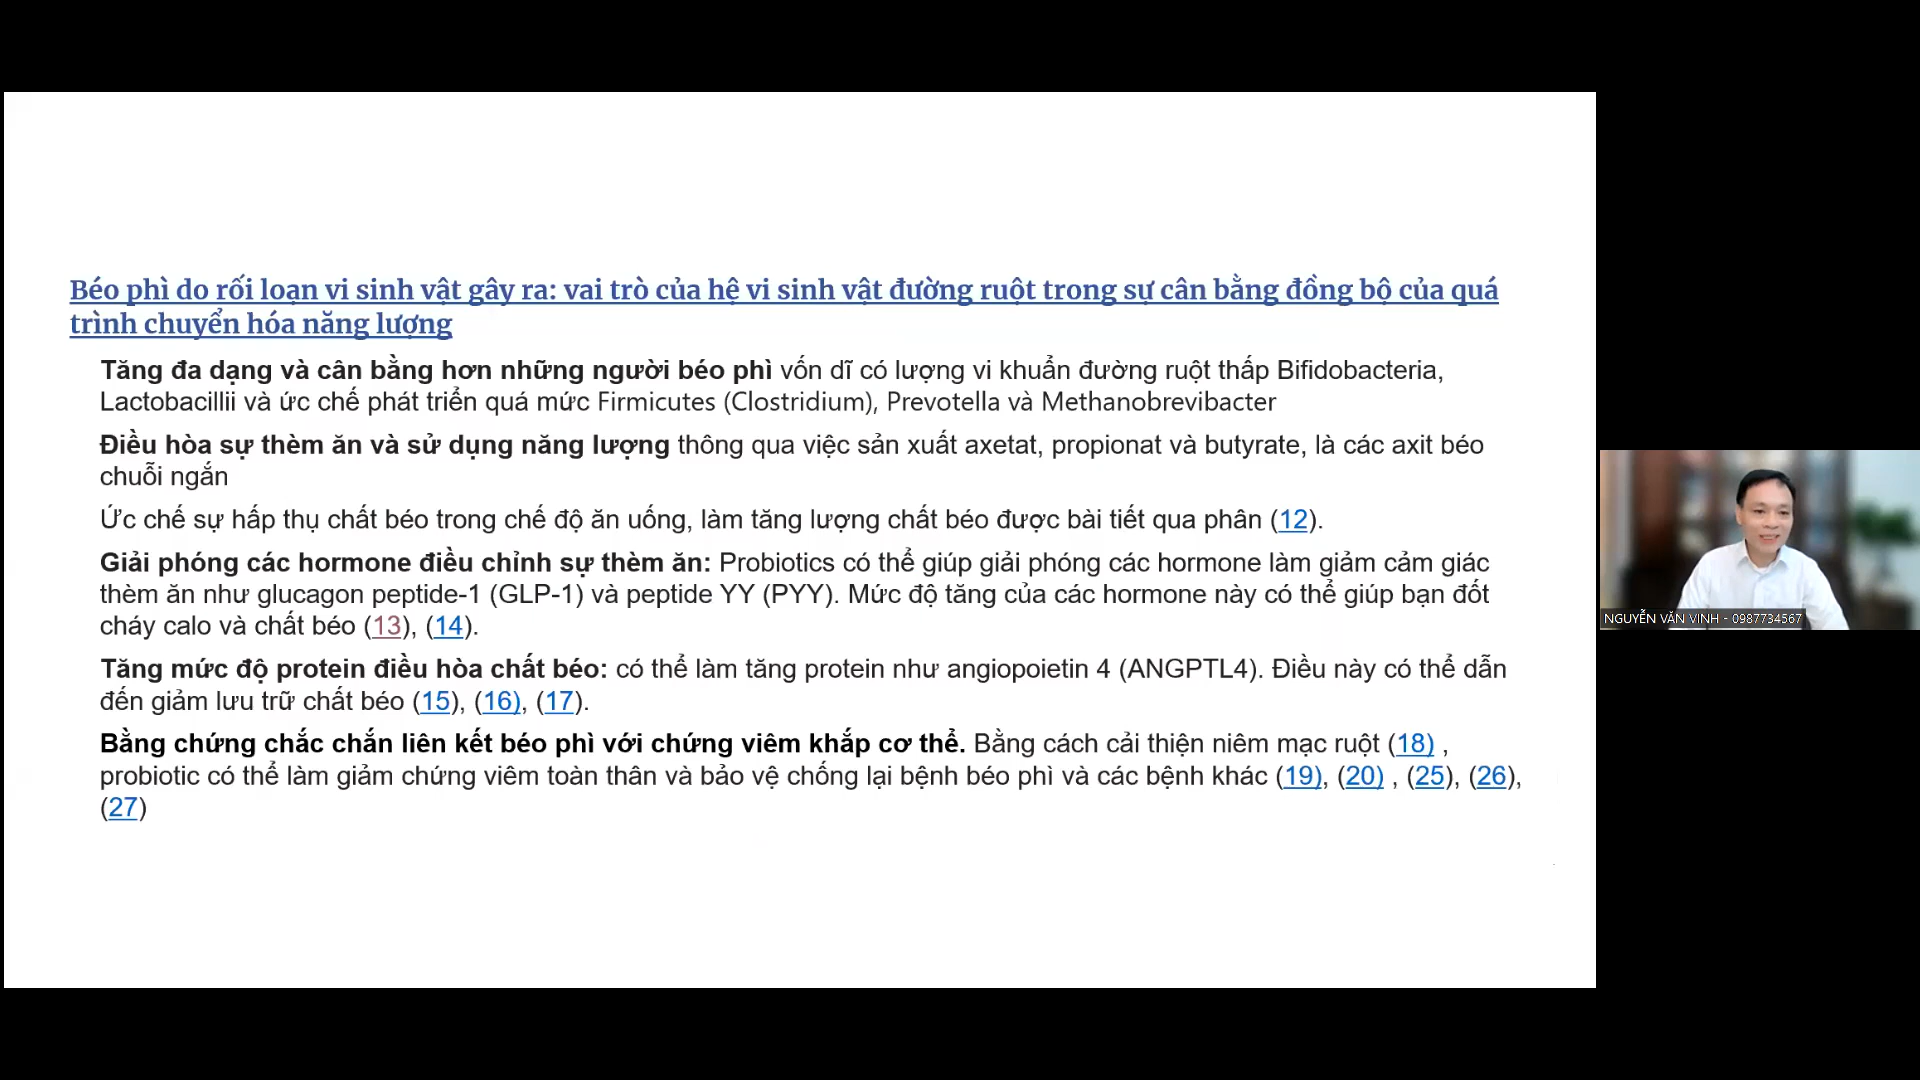 Béo phì do rối loạn vi sinh vật gây ra: vai trò của hệ vi sinh vật đường ruột trong sự cân bằng đồng bộ của quá
trình chuyển hóa năng lượng
Tăng đa dạng và cân bằng hơn những người béo phì vốn dĩ có lượng vi khuẩn đường ruột thấp Bifidobacteria,
Lactobacillii và ức chế phát triển quá mức Firmicutes (Clostridium), Prevotella và Methanobrevibacter
Điều hòa sự thèm ăn và sử dụng năng lượng thông qua việc sản xuất axetat, propionat và butyrate, là các axit béo
chuỗi ngắn
Ức chế sự hấp thụ chất béo trong chế độ ăn uống, làm tăng lượng chất béo được bài tiết qua phân (12).
Giải phóng các hormone điều chỉnh sự thèm ăn: Probiotics có thể giúp giải phóng các hormone làm giảm cảm giác
thèm ăn như glucagon peptide-1 (GLP-1) và peptide YY (PYY). Mức độ tăng của các hormone này có thể giúp bạn đốt
cháy calo và chất béo (13), (14).
Tăng mức độ protein điều hòa chất béo: có thể làm tăng protein như angiopoietin 4 (ANGPTL4). Điều này có thể dẫn
đến giảm lưu trữ chất béo (15), (16), (17).
Bằng chứng chắc chắn liên kết béo phì với chứng viêm khắp cơ thể. Bằng cách cải thiện niêm mạc ruột (18) ,
probiotic có thể làm giảm chứng viêm toàn thân và bảo vệ chống lại bệnh béo phì và các bệnh khác (19), (20) , (25), (26),
(27)
NGUYỄN VĂN VINH - 0987734567